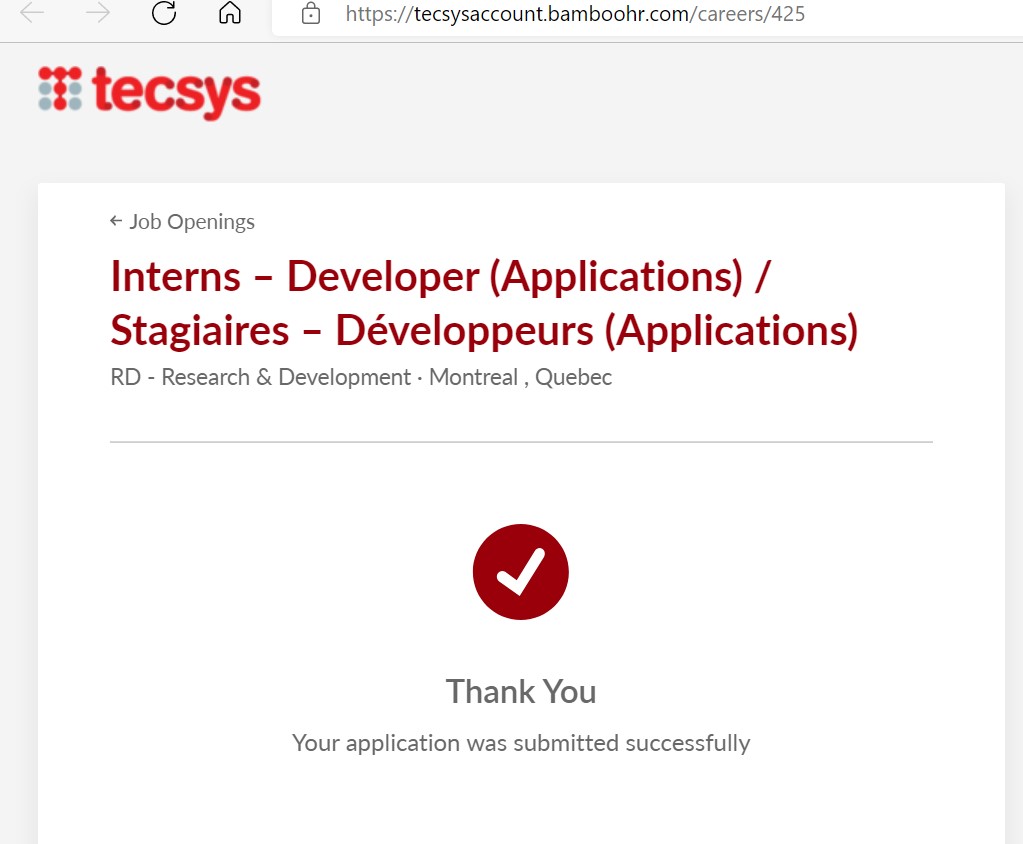 https://tecsysaccount.bamboohr.com/careers/425
tecsys
← Job Openings
Interns – Developer (Applications) /
Stagiaires – Développeurs (Applications)
RD - Research & Development · Montreal , Quebec
Thank You
Your application was submitted successfully